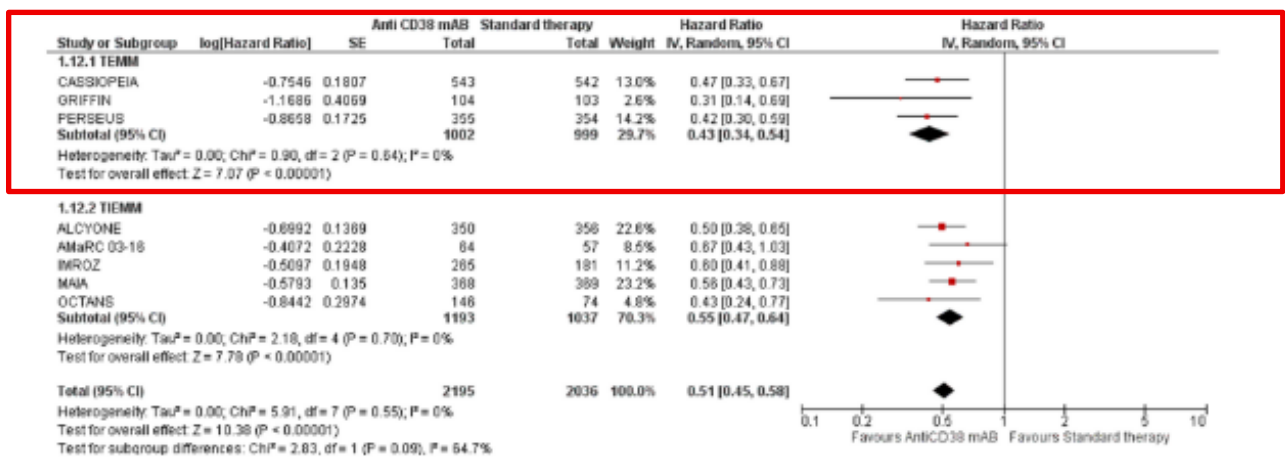 Anti CD38 mAB Standard therapy Hazard Ratio Hazard Ratio
Study or Subgroup log[Hazard Ratio] SE Total Total Weight IV, Random, 95% CI IV, Random, 95% CI
1.12.1 TEMM
CASSIOPEIA -0.7546 0.1807 543 542 13.0% 0.47 [0.33, 0.67]
GRIFFIN -1.1686 0.4069 104 103 2.6% 0.31 [0.14, 0.69]
PERSEUS -0.8658 0.1725 355 354 14.2% 0.42 [0.30, 0.59]
Subtotal (95% CI) 1002 999 29.7% 0.43 [0.34, 0.54]
Heterogeneity: Tau² = 0.00; Chi² = 0.90, df = 2 (P = 0.64); I² = 0%
Test for overall effect: Z = 7.07 (P < 0.00001)
1.12.2 TIEMM
ALCYONE -0.6992 0.1369 350 356 22.6% 0.50 [0.38, 0.65]
AMaRC 03-16 -0.4072 0.2228 64 57 8.5% 0.67 [0.43, 1.03]
IMROZ -0.5097 0.1948 265 181 11.2% 0.60 [0.41, 0.88]
MAIA -0.5793 0.135 368 369 23.2% 0.56 [0.43, 0.73]
OCTANS -0.8442 0.2974 146 74 4.8% 0.43 [0.24, 0.77]
Subtotal (95% CI) 1193 1037 70.3% 0.55 [0.47, 0.64]
Heterogeneity: Tau² = 0.00; Chi² = 2.18, df = 4 (P = 0.70); I² = 0%
Test for overall effect: Z = 7.78 (P < 0.00001)
Total (95% CI) 2195 2036 100.0% 0.51 [0.45, 0.58]
Heterogeneity: Tau² = 0.00; Chi² = 5.91, df = 7 (P = 0.55); I² = 0%
Test for overall effect: Z = 10.38 (P < 0.00001)
Test for subgroup differences: Chi² = 2.83, df = 1 (P = 0.09), I² = 64.7%
0.1 0.2 0.5 1 2 5 10
Favours AntiCD38 mAB Favours Standard therapy